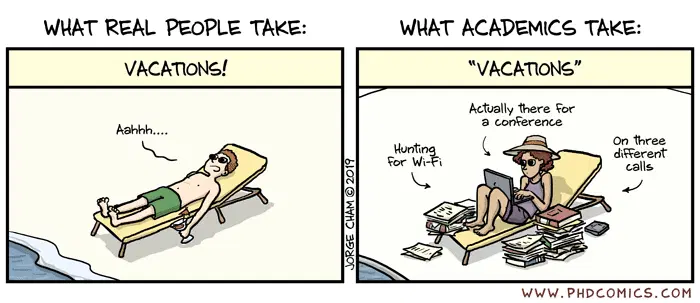 WHAT REAL PEOPLE TAKE:
VACATIONS!
Aahhh....
JORGE CHAM © 2019
WHAT ACADEMICS TAKE:
"VACATIONS"
Actually there for
a conference
Hunting
for Wi-Fi
On three
different
calls
WWW.PHDCOMICS.COM